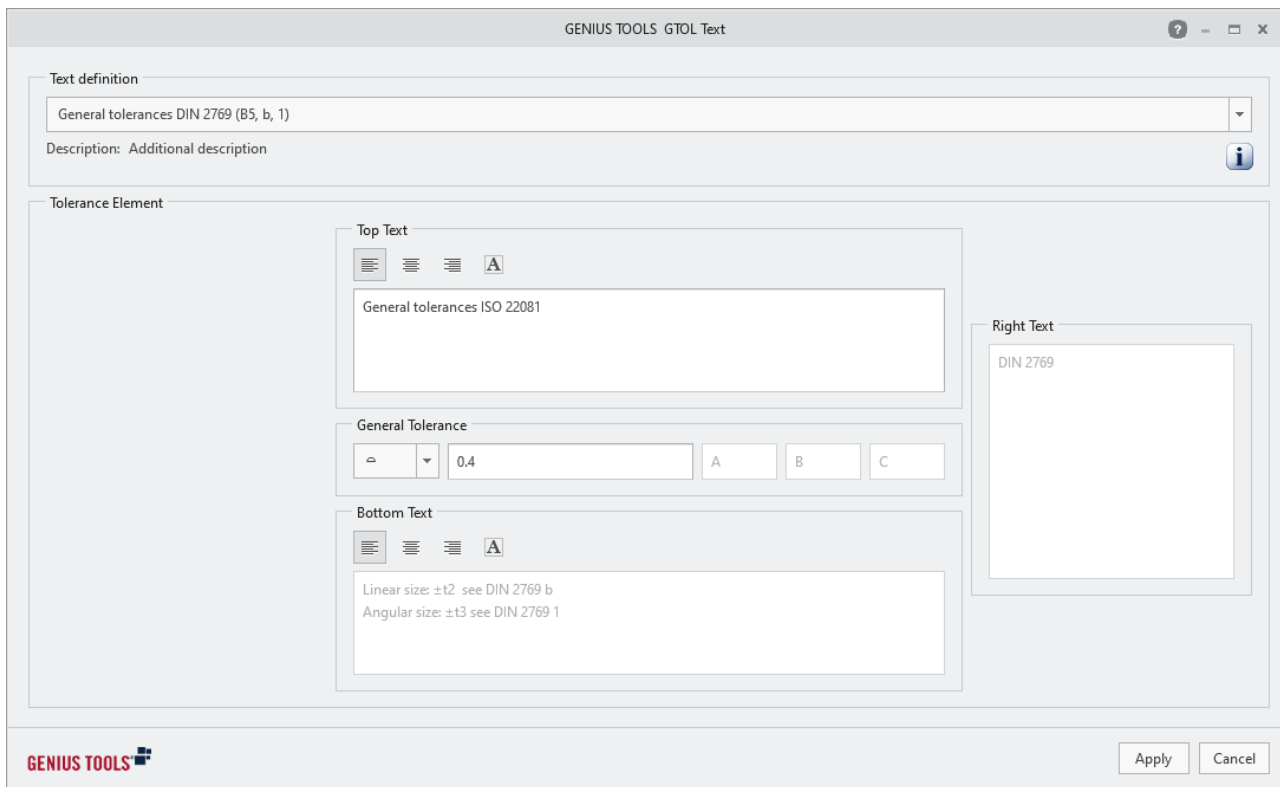 GENIUS TOOLS  GTOL Text
Text definition
General tolerances DIN 2769 (B5, b, 1)
Description:  Additional description
Tolerance Element
Top Text
A
General tolerances ISO 22081
Right Text
DIN 2769
General Tolerance
⌓ 0.4 A B C
Bottom Text
A
Linear size: ±t2  see DIN 2769 b
Angular size: ±t3 see DIN 2769 1
GENIUS TOOLS
Apply Cancel